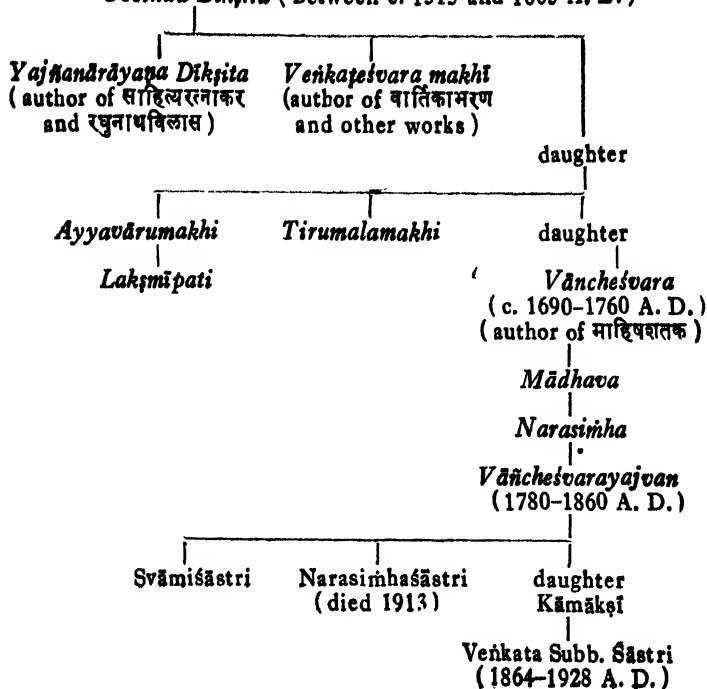 Yajñanārāyaṇa Dīkṣita
(author of साहित्यरत्नाकर
and रघुनाथविलास)
Veṅkaṭeśvara makhī
(author of वार्तिकाभरण
and other works)
daughter
Ayyavārumakhi
Tirumalamakhi
daughter
Lakṣmīpati
Vāncheśvara
(c. 1690-1760 A. D.)
(author of माहिषशतक)
Mādhava
Narasiṁha
Vāñcheśvarayajvan
(1780-1860 A. D.)
Svāmiśāstri
Narasiṁhaśāstri
(died 1913)
daughter
Kāmākṣī
Veṅkata Subb. Śāstri
(1864-1928 A. D.)